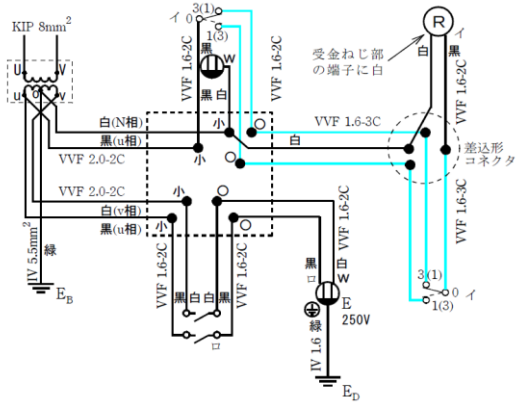 KIP 8mm²
U
V
u
o
v
3(1)
イ
0
1(3)
VVF 1.6-2C
黒
W
黒
白
VVF 1.6-2C
R
イ
白
黒
受金ねじ部
の端子に白
VVF 1.6-2C
白(N相)
小
○
VVF 1.6-3C
黒(u相)
小
○
白
差込形
コネクタ
VVF 2.0-2C
VVF 2.0-2C
小
○
白(v相)
小
○
黒(u相)
VVF 1.6-2C
VVF 1.6-3C
IV 5.5mm²
緑
E_B
VVF 1.6-2C
黒
白
白
黒
VVF 1.6-2C
ロ
黒
ロ
白
W
E
250V
緑
IV 1.6
E_D
3(1)
0
イ
1(3)